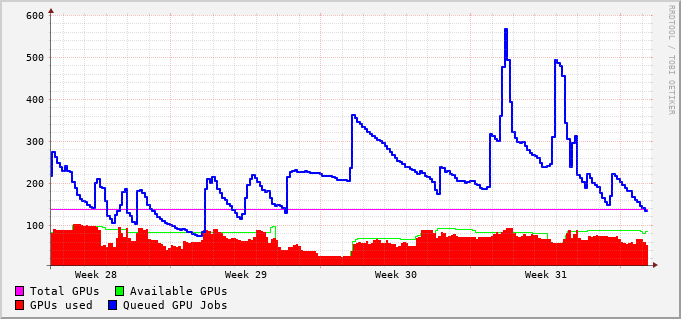 RRDTOOL / TOBI OETIKER
600
500
400
300
200
100
Week 28 Week 29 Week 30 Week 31
Total GPUs Available GPUs
GPUs used Queued GPU Jobs